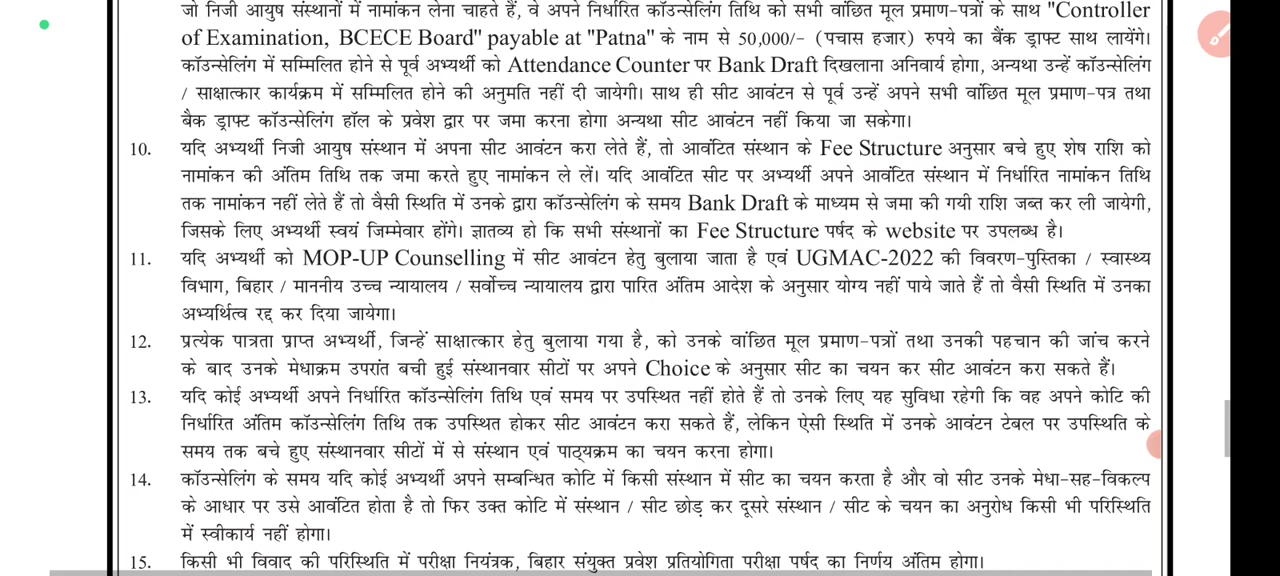 जो निजी आयुष संस्थानों में नामांकन लेना चाहते हैं, वे अपने निर्धारित कॉउन्सेलिंग तिथि को सभी वांछित मूल प्रमाण-पत्रों के साथ "Controller
of Examination, BCECE Board" payable at "Patna" के नाम से 50,000/- (पचास हजार) रुपये का बैंक ड्राफ्ट साथ लायेंगे।
कॉउन्सेलिंग में सम्मिलित होने से पूर्व अभ्यर्थी को Attendance Counter पर Bank Draft दिखलाना अनिवार्य होगा, अन्यथा उन्हें कॉउन्सेलिंग
/ साक्षात्कार कार्यक्रम में सम्मिलित होने की अनुमति नहीं दी जायेगी। साथ ही सीट आवंटन से पूर्व उन्हें अपने सभी वांछित मूल प्रमाण-पत्र तथा
बैक ड्राफ्ट कॉउन्सेलिंग हॉल के प्रवेश द्वार पर जमा करना होगा अन्यथा सीट आवंटन नहीं किया जा सकेगा।
10. यदि अभ्यर्थी निजी आयुष संस्थान में अपना सीट आवंटन करा लेते हैं, तो आवंटित संस्थान के Fee Structure अनुसार बचे हुए शेष राशि को
नामांकन की अंतिम तिथि तक जमा करते हुए नामांकन ले लें। यदि आवंटित सीट पर अभ्यर्थी अपने आवंटित संस्थान में निर्धारित नामांकन तिथि
तक नामांकन नहीं लेते हैं तो वैसी स्थिति में उनके द्वारा कॉउन्सेलिंग के समय Bank Draft के माध्यम से जमा की गयी राशि जब्त कर ली जायेगी,
जिसके लिए अभ्यर्थी स्वयं जिम्मेवार होंगे। ज्ञातव्य हो कि सभी संस्थानों का Fee Structure पर्षद के website पर उपलब्ध है।
11. यदि अभ्यर्थी को MOP-UP Counselling में सीट आवंटन हेतु बुलाया जाता है एवं UGMAC-2022 की विवरण-पुस्तिका / स्वास्थ्य
विभाग, बिहार / माननीय उच्च न्यायालय / सर्वोच्च न्यायालय द्वारा पारित अंतिम आदेश के अनुसार योग्य नहीं पाये जाते हैं तो वैसी स्थिति में उनका
अभ्यर्थित्व रद्द कर दिया जायेगा।
12. प्रत्येक पात्रता प्राप्त अभ्यर्थी, जिन्हें साक्षात्कार हेतु बुलाया गया है, को उनके वांछित मूल प्रमाण-पत्रों तथा उनकी पहचान की जांच करने
के बाद उनके मेधाक्रम उपरांत बची हुई संस्थानवार सीटों पर अपने Choice के अनुसार सीट का चयन कर सीट आवंटन करा सकते हैं।
13. यदि कोई अभ्यर्थी अपने निर्धारित कॉउन्सेलिंग तिथि एवं समय पर उपस्थित नहीं होते हैं तो उनके लिए यह सुविधा रहेगी कि वह अपने कोटि की
निर्धारित अंतिम कॉउन्सेलिंग तिथि तक उपस्थित होकर सीट आवंटन करा सकते हैं, लेकिन ऐसी स्थिति में उनके आवंटन टेबल पर उपस्थिति के
समय तक बचे हुए संस्थानवार सीटों में से संस्थान एवं पाठ्यक्रम का चयन करना होगा।
14. कॉउन्सेलिंग के समय यदि कोई अभ्यर्थी अपने सम्बन्धित कोटि में किसी संस्थान में सीट का चयन करता है और वो सीट उनके मेधा-सह-विकल्प
के आधार पर उसे आवंटित होता है तो फिर उक्त कोटि में संस्थान / सीट छोड़ कर दूसरे संस्थान / सीट के चयन का अनुरोध किसी भी परिस्थिति
में स्वीकार्य नहीं होगा।
15. किसी भी विवाद की परिस्थिति में परीक्षा नियंत्रक, बिहार संयुक्त प्रवेश प्रतियोगिता परीक्षा पर्षद का निर्णय अंतिम होगा।